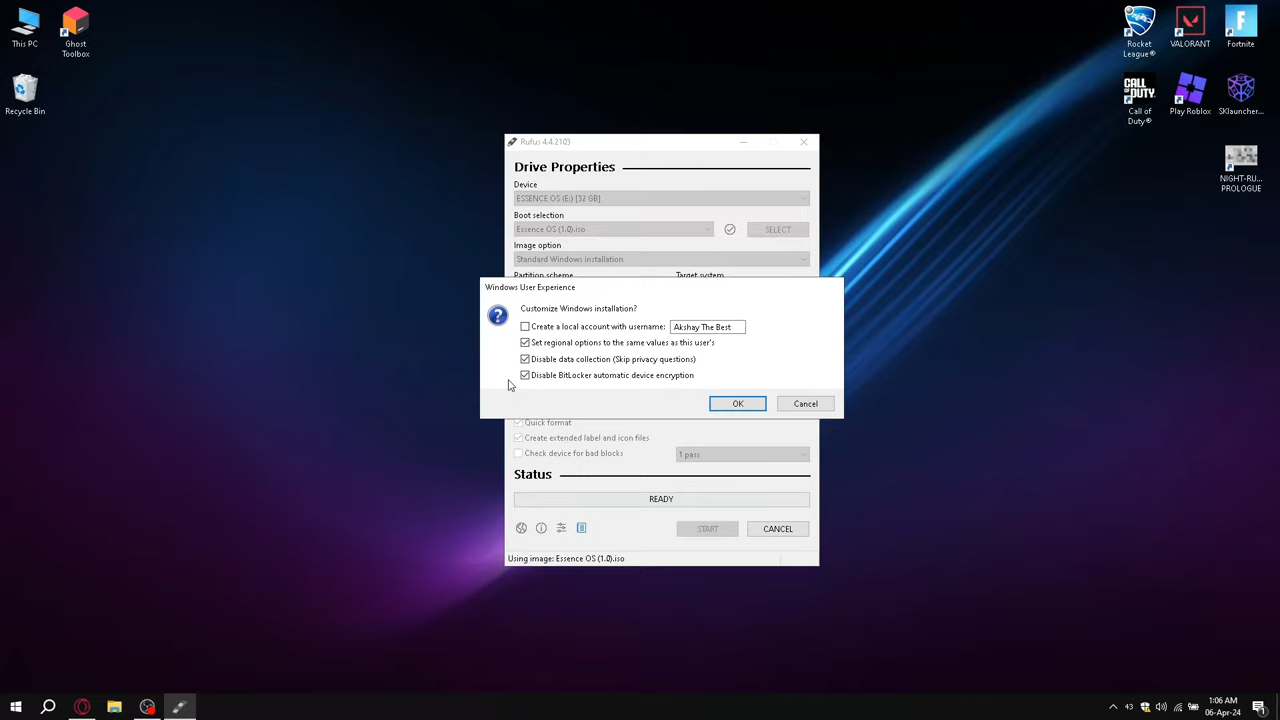 This PC
Ghost
Toolbox
Recycle Bin
Rocket
League®
VALORANT
Fortnite
CALL OF DUTY
Call of
Duty®
Play Roblox
SKlauncher...
NIGHT-RU...
PROLOGUE
Rufus 4.4.2103
Drive Properties
Device
ESSENCE OS (E:) [32 GB]
Boot selection
Essence OS (1.0).iso
SELECT
Image option
Standard Windows installation
Partition scheme
Target system
Windows User Experience
Customize Windows installation?
Create a local account with username:
Akshay The Best
Set regional options to the same values as this user's
Disable data collection (Skip privacy questions)
Disable BitLocker automatic device encryption
OK
Cancel
Quick format
Create extended label and icon files
Check device for bad blocks
1 pass
Status
READY
START
CANCEL
Using image: Essence OS (1.0).iso
43
1:06 AM
06-Apr-24